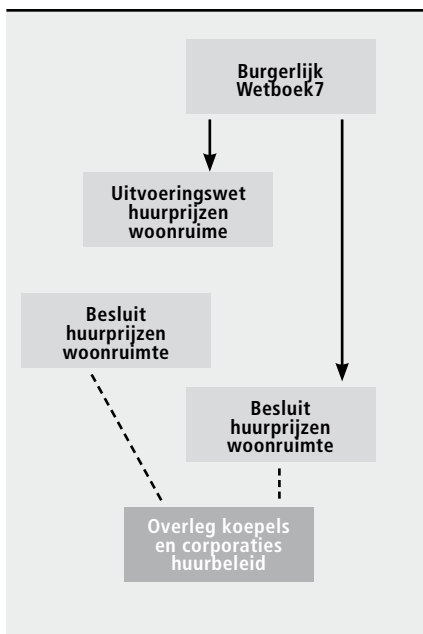 Burgerlijk
Wetboek7
Uitvoeringswet
huurprijzen
woonruime
Besluit
huurprijzen
woonruimte
Besluit
huurprijzen
woonruimte
Overleg koepels
en corporaties
huurbeleid